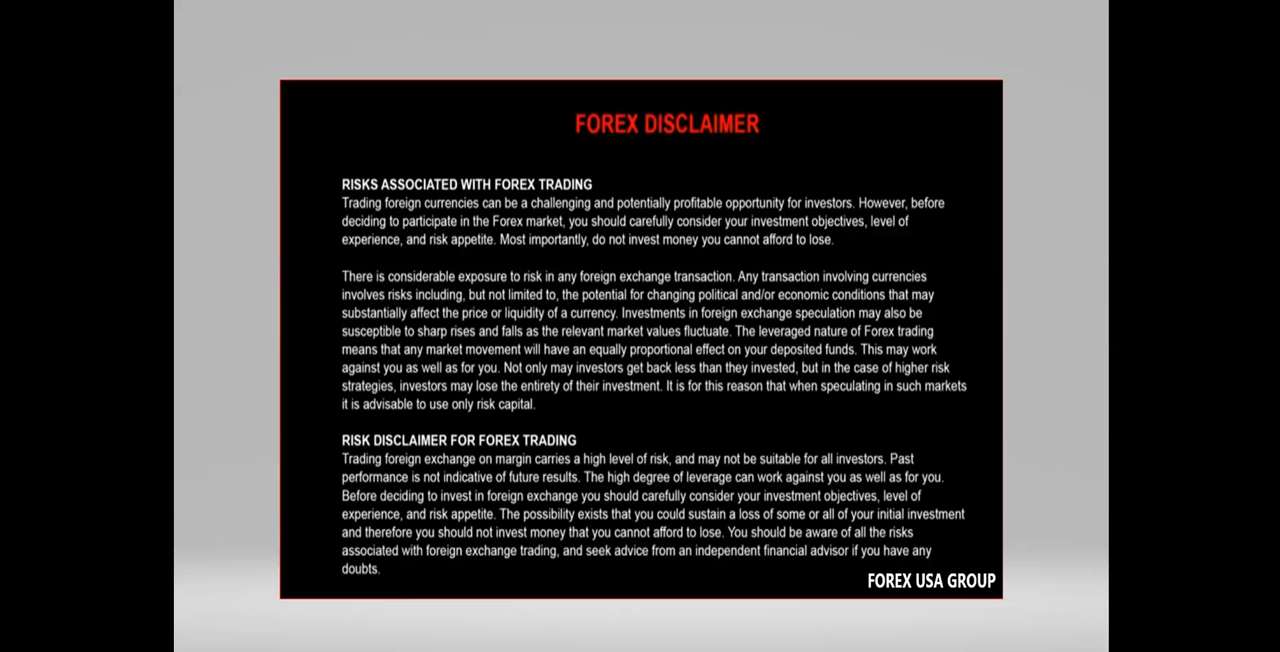 FOREX DISCLAIMER
RISKS ASSOCIATED WITH FOREX TRADING
Trading foreign currencies can be a challenging and potentially profitable opportunity for investors. However, before
deciding to participate in the Forex market, you should carefully consider your investment objectives, level of
experience, and risk appetite. Most importantly, do not invest money you cannot afford to lose.
There is considerable exposure to risk in any foreign exchange transaction. Any transaction involving currencies
involves risks including, but not limited to, the potential for changing political and/or economic conditions that may
substantially affect the price or liquidity of a currency. Investments in foreign exchange speculation may also be
susceptible to sharp rises and falls as the relevant market values fluctuate. The leveraged nature of Forex trading
means that any market movement will have an equally proportional effect on your deposited funds. This may work
against you as well as for you. Not only may investors get back less than they invested, but in the case of higher risk
strategies, investors may lose the entirety of their investment. It is for this reason that when speculating in such markets
it is advisable to use only risk capital.
RISK DISCLAIMER FOR FOREX TRADING
Trading foreign exchange on margin carries a high level of risk, and may not be suitable for all investors. Past
performance is not indicative of future results. The high degree of leverage can work against you as well as for you.
Before deciding to invest in foreign exchange you should carefully consider your investment objectives, level of
experience, and risk appetite. The possibility exists that you could sustain a loss of some or all of your initial investment
and therefore you should not invest money that you cannot afford to lose. You should be aware of all the risks
associated with foreign exchange trading, and seek advice from an independent financial advisor if you have any
doubts.
FOREX USA GROUP